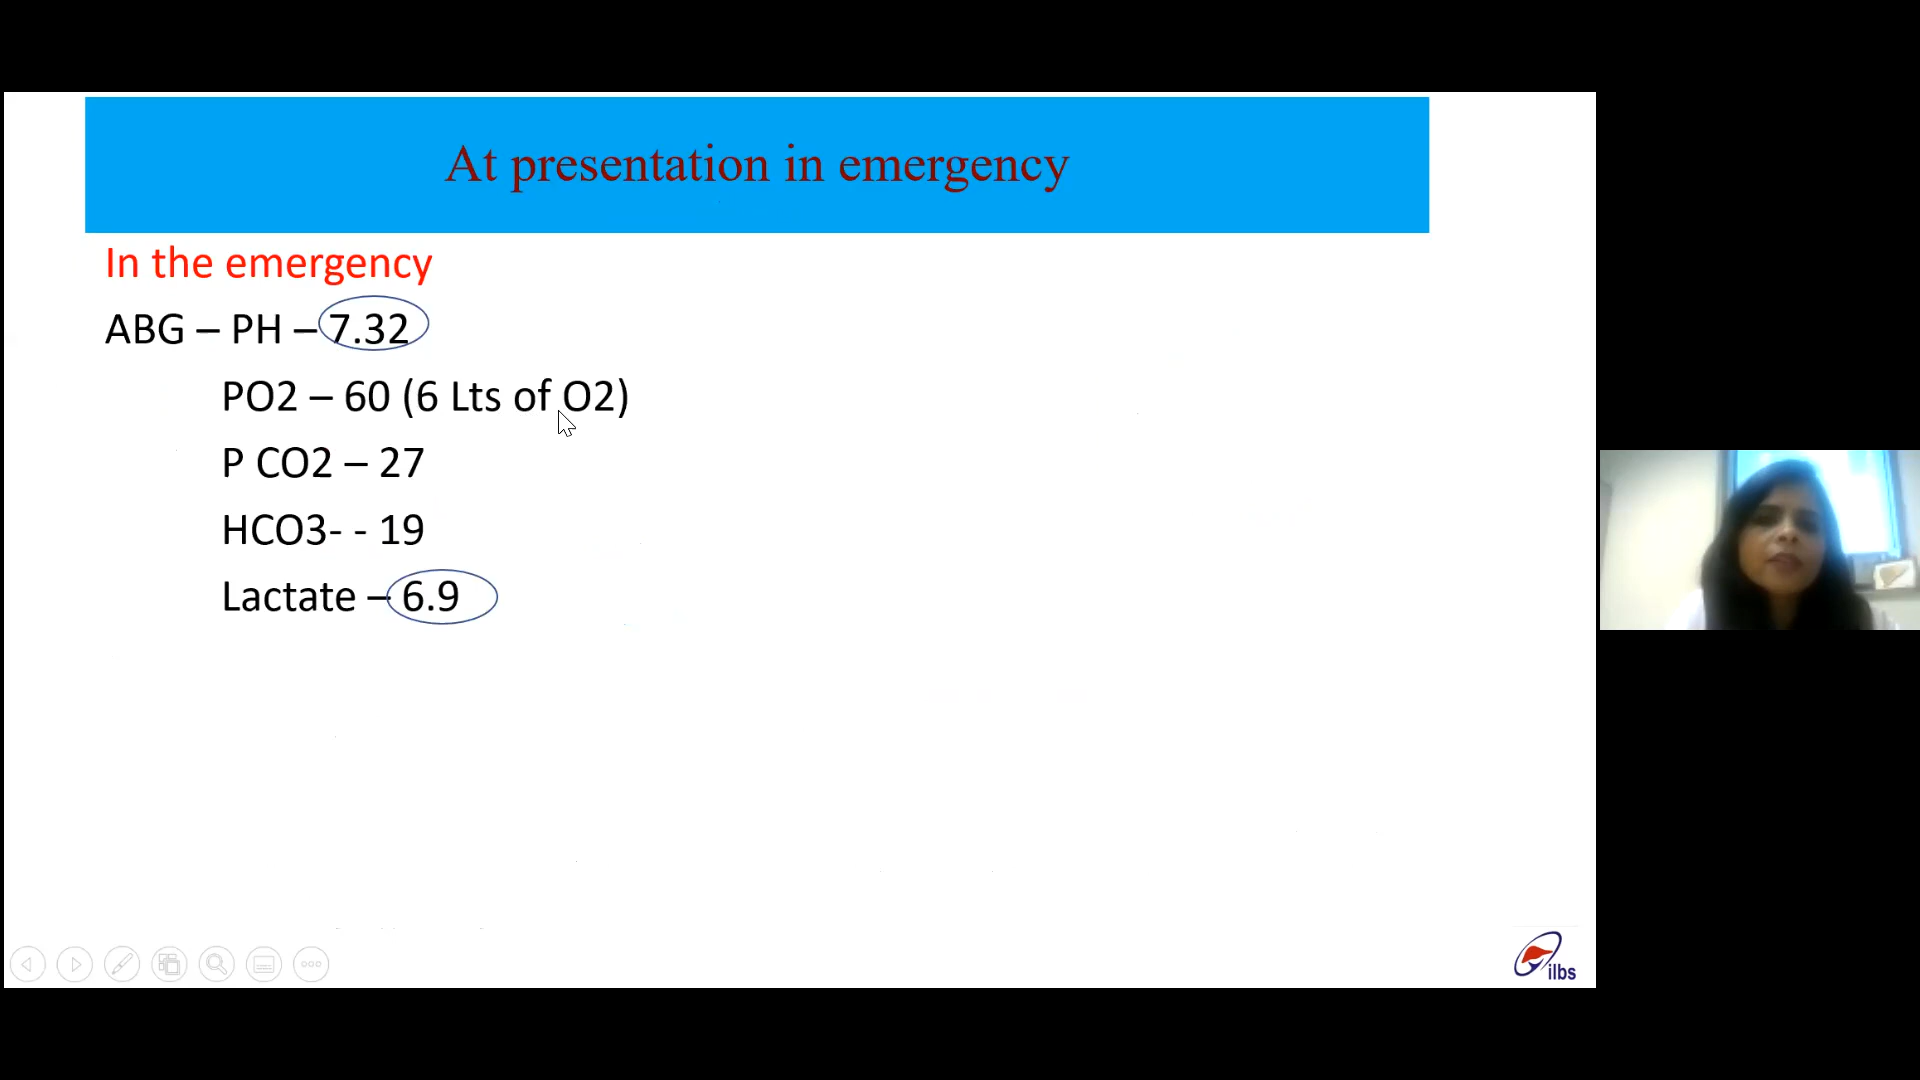 At presentation in emergency
In the emergency
ABG – PH – 7.32
PO2 – 60 (6 Lts of O2)
P CO2 – 27
HCO3- - 19
Lactate – 6.9
ilbs